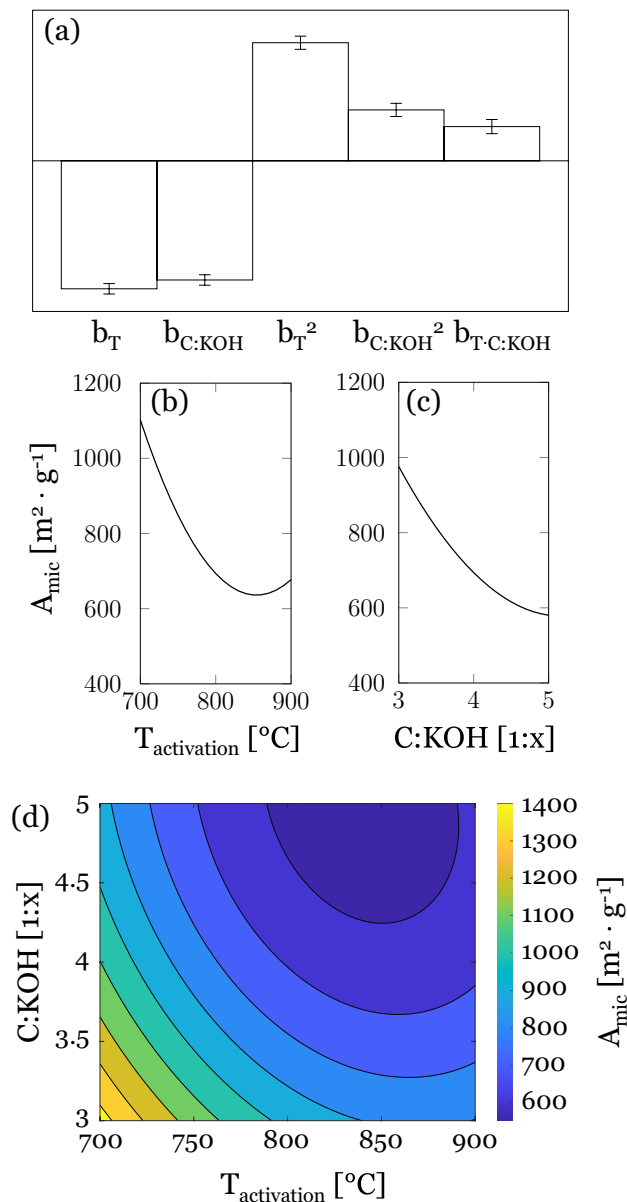 (a)
b_T b_C:KOH b_T² b_C:KOH² b_T·C:KOH
(b)
1200
1000
800
600
400
700 800 900
A_mic [m² · g⁻¹]
T_activation [°C]
(c)
1200
1000
800
600
400
3 4 5
C:KOH [1:x]
(d)
5
4.5
4
3.5
3
700 750 800 850 900
C:KOH [1:x]
T_activation [°C]
1400
1300
1200
1100
1000
900
800
700
600
A_mic [m² · g⁻¹]